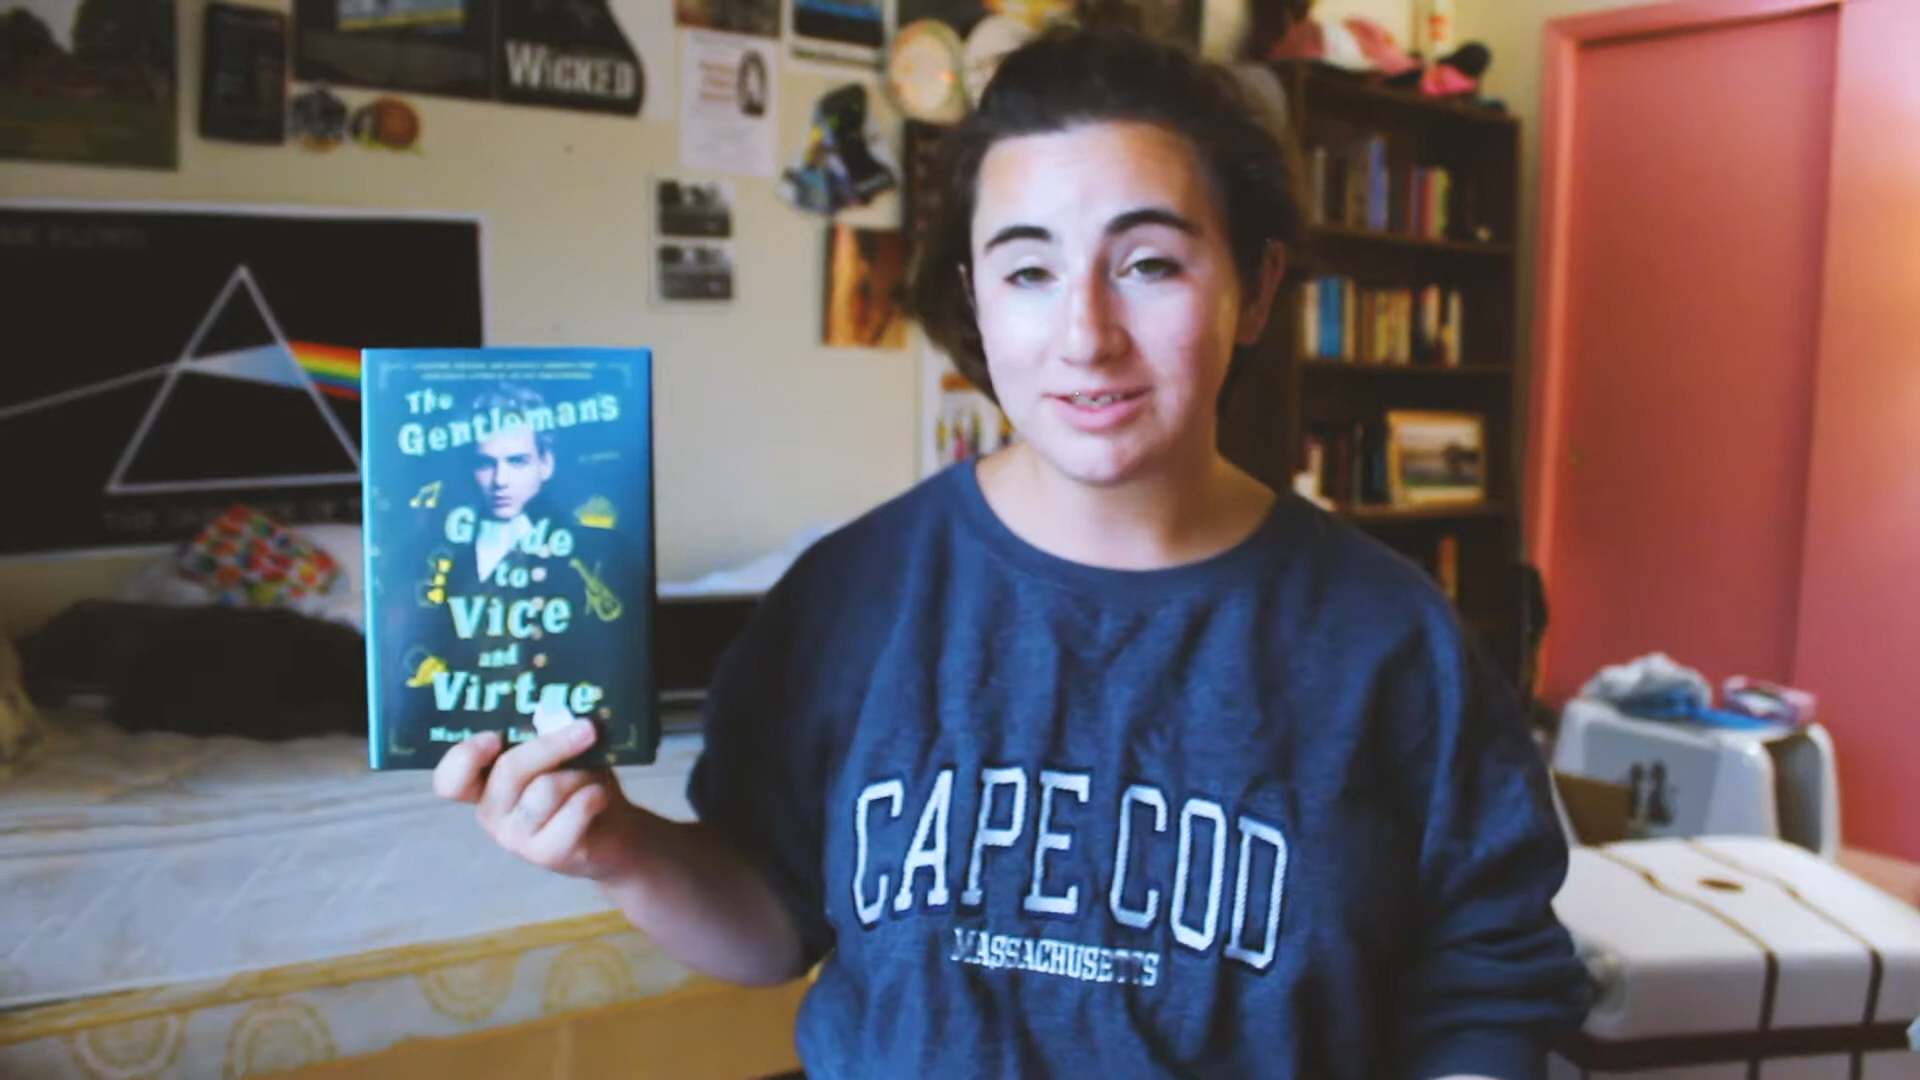 WICKED
The
Gentleman's
Guide
to
Vice
and
Virtue
CAPE COD
MASSACHUSETTS